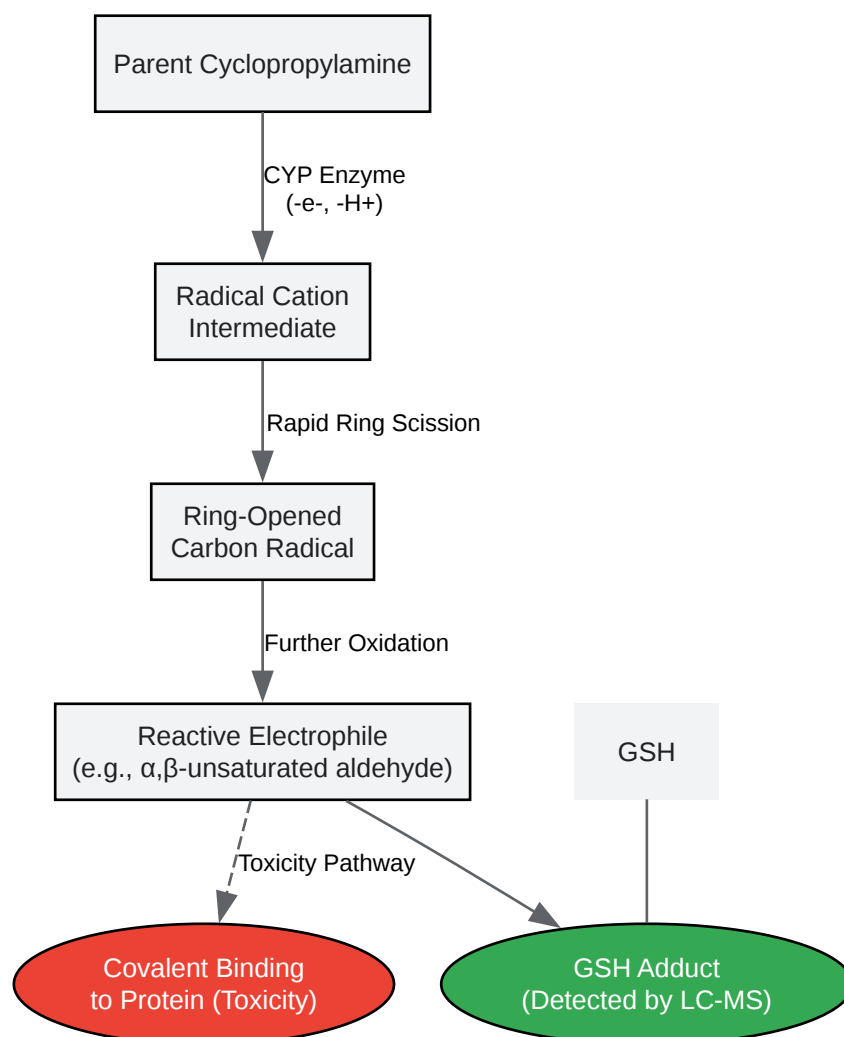 Parent Cyclopropylamine
CYP Enzyme
(-e-, -H+)
Radical Cation
Intermediate
Rapid Ring Scission
Ring-Opened
Carbon Radical
Further Oxidation
Reactive Electrophile
(e.g., α,β-unsaturated aldehyde)
GSH
Toxicity Pathway
Covalent Binding
to Protein (Toxicity)
GSH Adduct
(Detected by LC-MS)